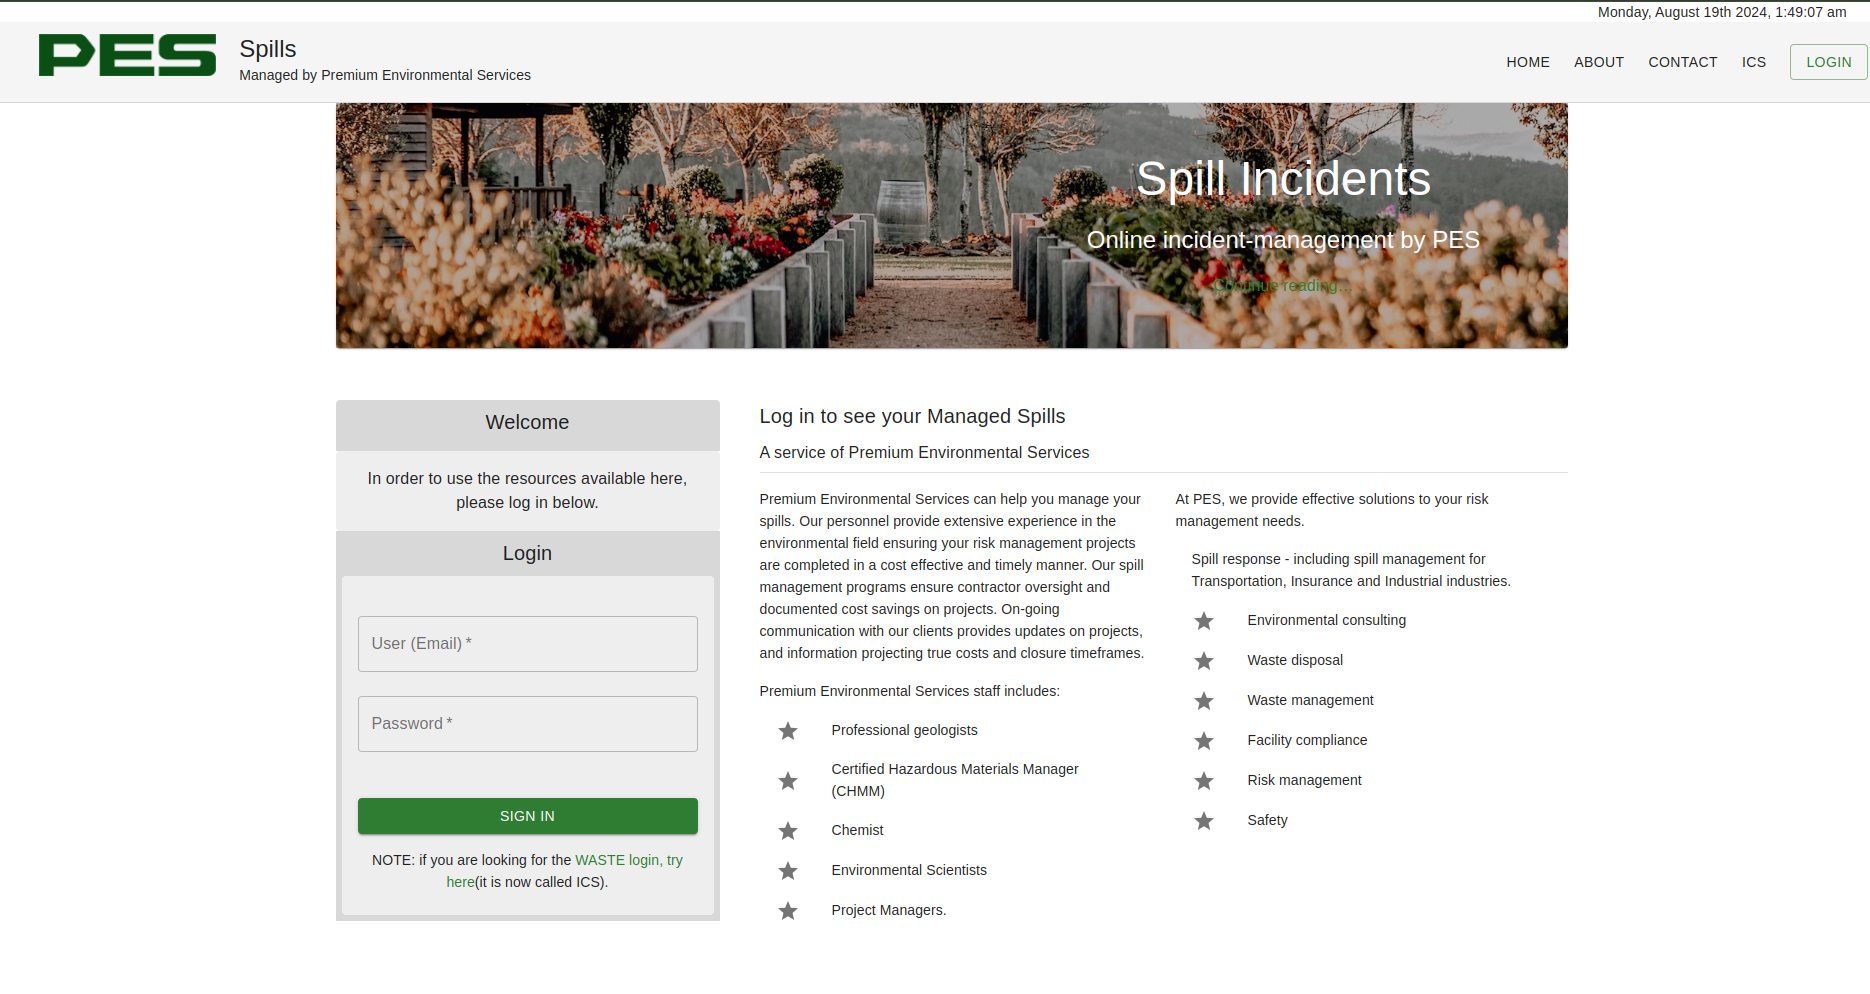 Monday, August 19th 2024, 1:49:07 am
PES
Spills
Managed by Premium Environmental Services
HOME
ABOUT
CONTACT
ICS
LOGIN
Spill Incidents
Online incident-management by PES
Continue reading...
Welcome
In order to use the resources available here,
please log in below.
Login
User (Email) *
Password *
SIGN IN
NOTE: if you are looking for the WASTE login, try
here(it is now called ICS).
Log in to see your Managed Spills
A service of Premium Environmental Services
Premium Environmental Services can help you manage your
spills. Our personnel provide extensive experience in the
environmental field ensuring your risk management projects
are completed in a cost effective and timely manner. Our spill
management programs ensure contractor oversight and
documented cost savings on projects. On-going
communication with our clients provides updates on projects,
and information projecting true costs and closure timeframes.
Premium Environmental Services staff includes:
Professional geologists
Certified Hazardous Materials Manager
(CHMM)
Chemist
Environmental Scientists
Project Managers.
At PES, we provide effective solutions to your risk
management needs.
Spill response - including spill management for
Transportation, Insurance and Industrial industries.
Environmental consulting
Waste disposal
Waste management
Facility compliance
Risk management
Safety